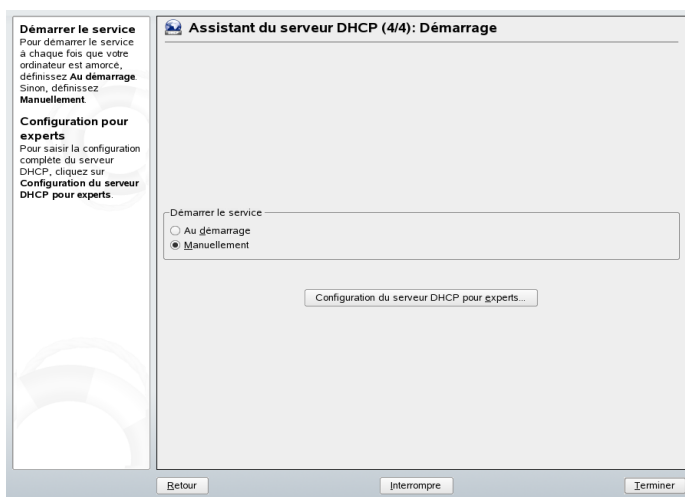 Démarrer le service
Pour démarrer le service
à chaque fois que votre
ordinateur est amorcé,
définissez Au démarrage.
Sinon, définissez
Manuellement.
Configuration pour
experts
Pour saisir la configuration
complète du serveur
DHCP, cliquez sur
Configuration du serveur
DHCP pour experts.
Assistant du serveur DHCP (4/4): Démarrage
Démarrer le service
Au démarrage
Manuellement
Configuration du serveur DHCP pour experts...
Retour
Interrompre
Terminer